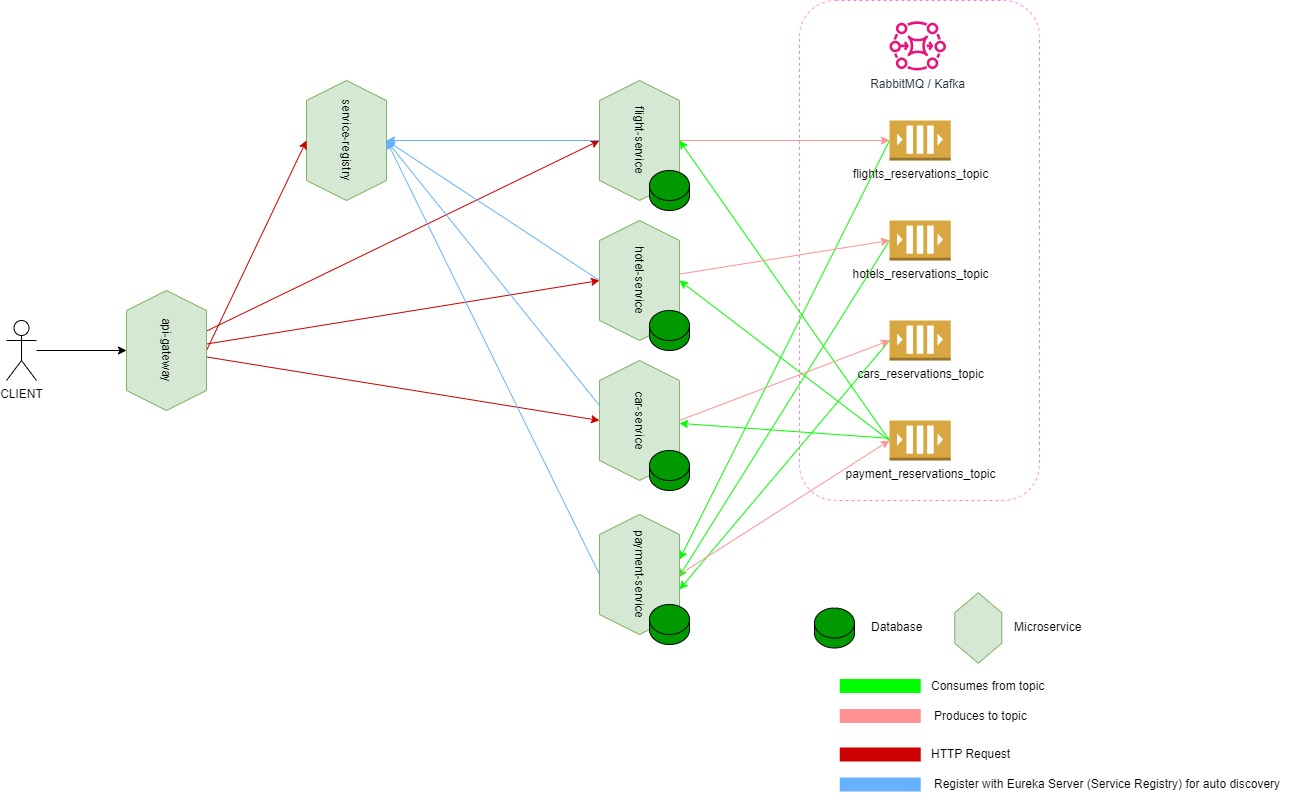 RabbitMQ / Kafka
service-registry
flight-service
flights_reservations_topic
hotel-service
hotels_reservations_topic
api-gateway
CLIENT
car-service
cars_reservations_topic
payment_reservations_topic
payment-service
Database
Microservice
Consumes from topic
Produces to topic
HTTP Request
Register with Eureka Server (Service Registry) for auto discovery